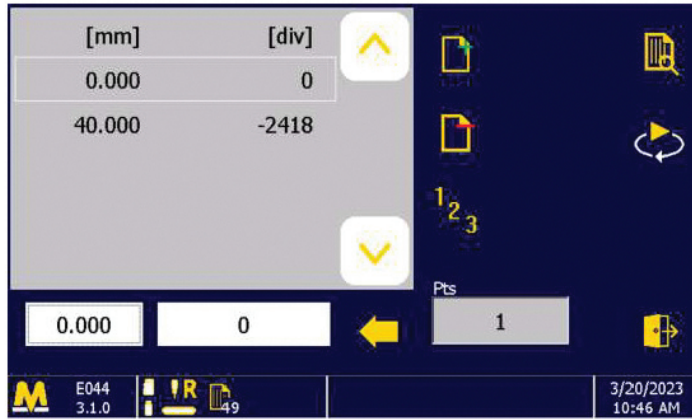 [mm] [div]
0.000 0
40.000 -2418
1 2 3
Pts
0.000 0 1
E044
3.1.0
R
49
3/20/2023
10:46 AM